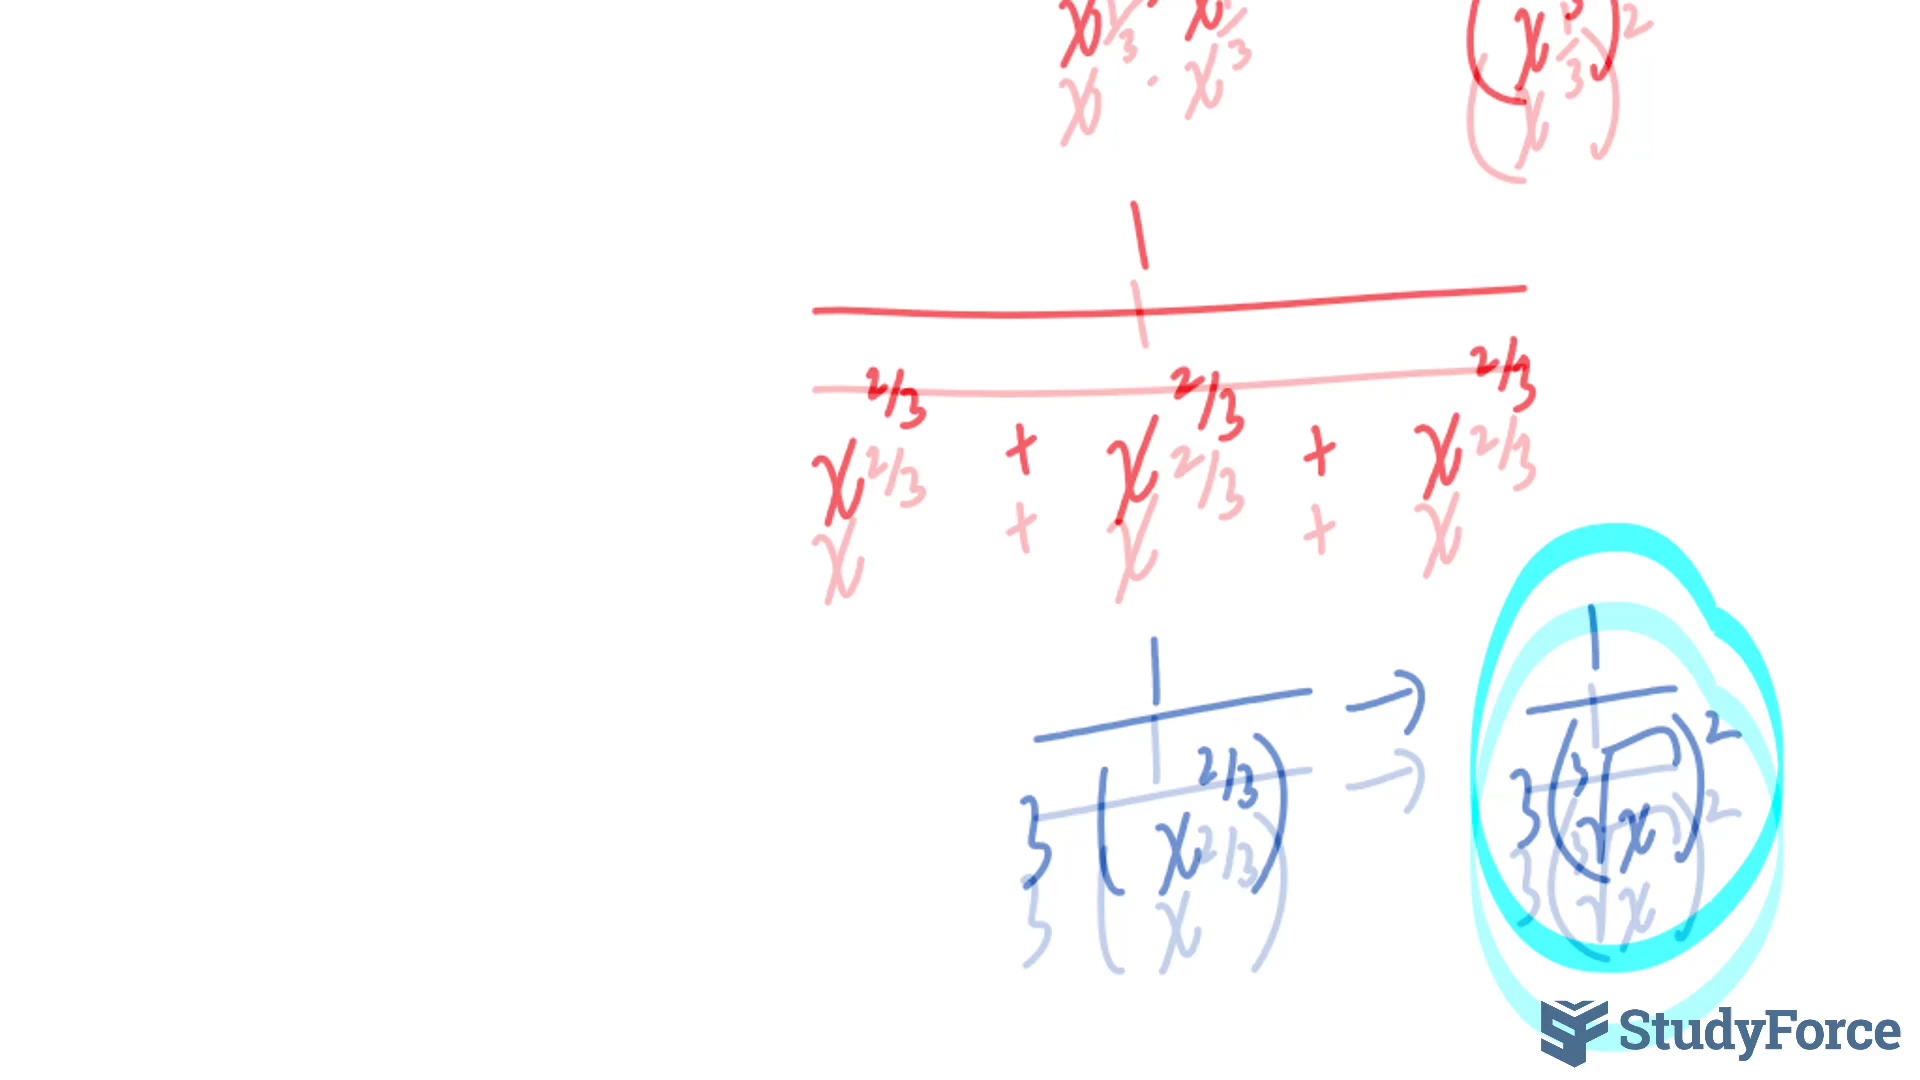 x^{1/3} · x^{1/3} (x^{1/3})^2
1
x^{2/3} + x^{2/3} + x^{2/3}
1 → 1
3(x^{2/3}) 3(∛x)^2
StudyForce